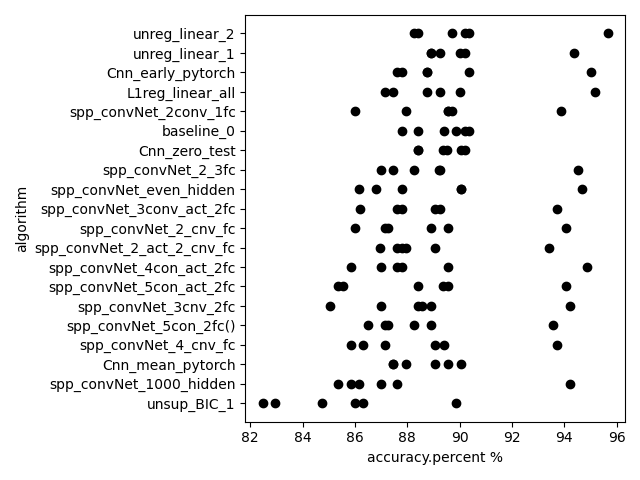 unreg_linear_2
unreg_linear_1
Cnn_early_pytorch
L1reg_linear_all
spp_convNet_2conv_1fc
baseline_0
Cnn_zero_test
spp_convNet_2_3fc
spp_convNet_even_hidden
spp_convNet_3conv_act_2fc
spp_convNet_2_cnv_fc
spp_convNet_2_act_2_cnv_fc
spp_convNet_4con_act_2fc
spp_convNet_5con_act_2fc
spp_convNet_3cnv_2fc
spp_convNet_5con_2fc()
spp_convNet_4_cnv_fc
Cnn_mean_pytorch
spp_convNet_1000_hidden
unsup_BIC_1
algorithm
82 84 86 88 90 92 94 96
accuracy.percent %